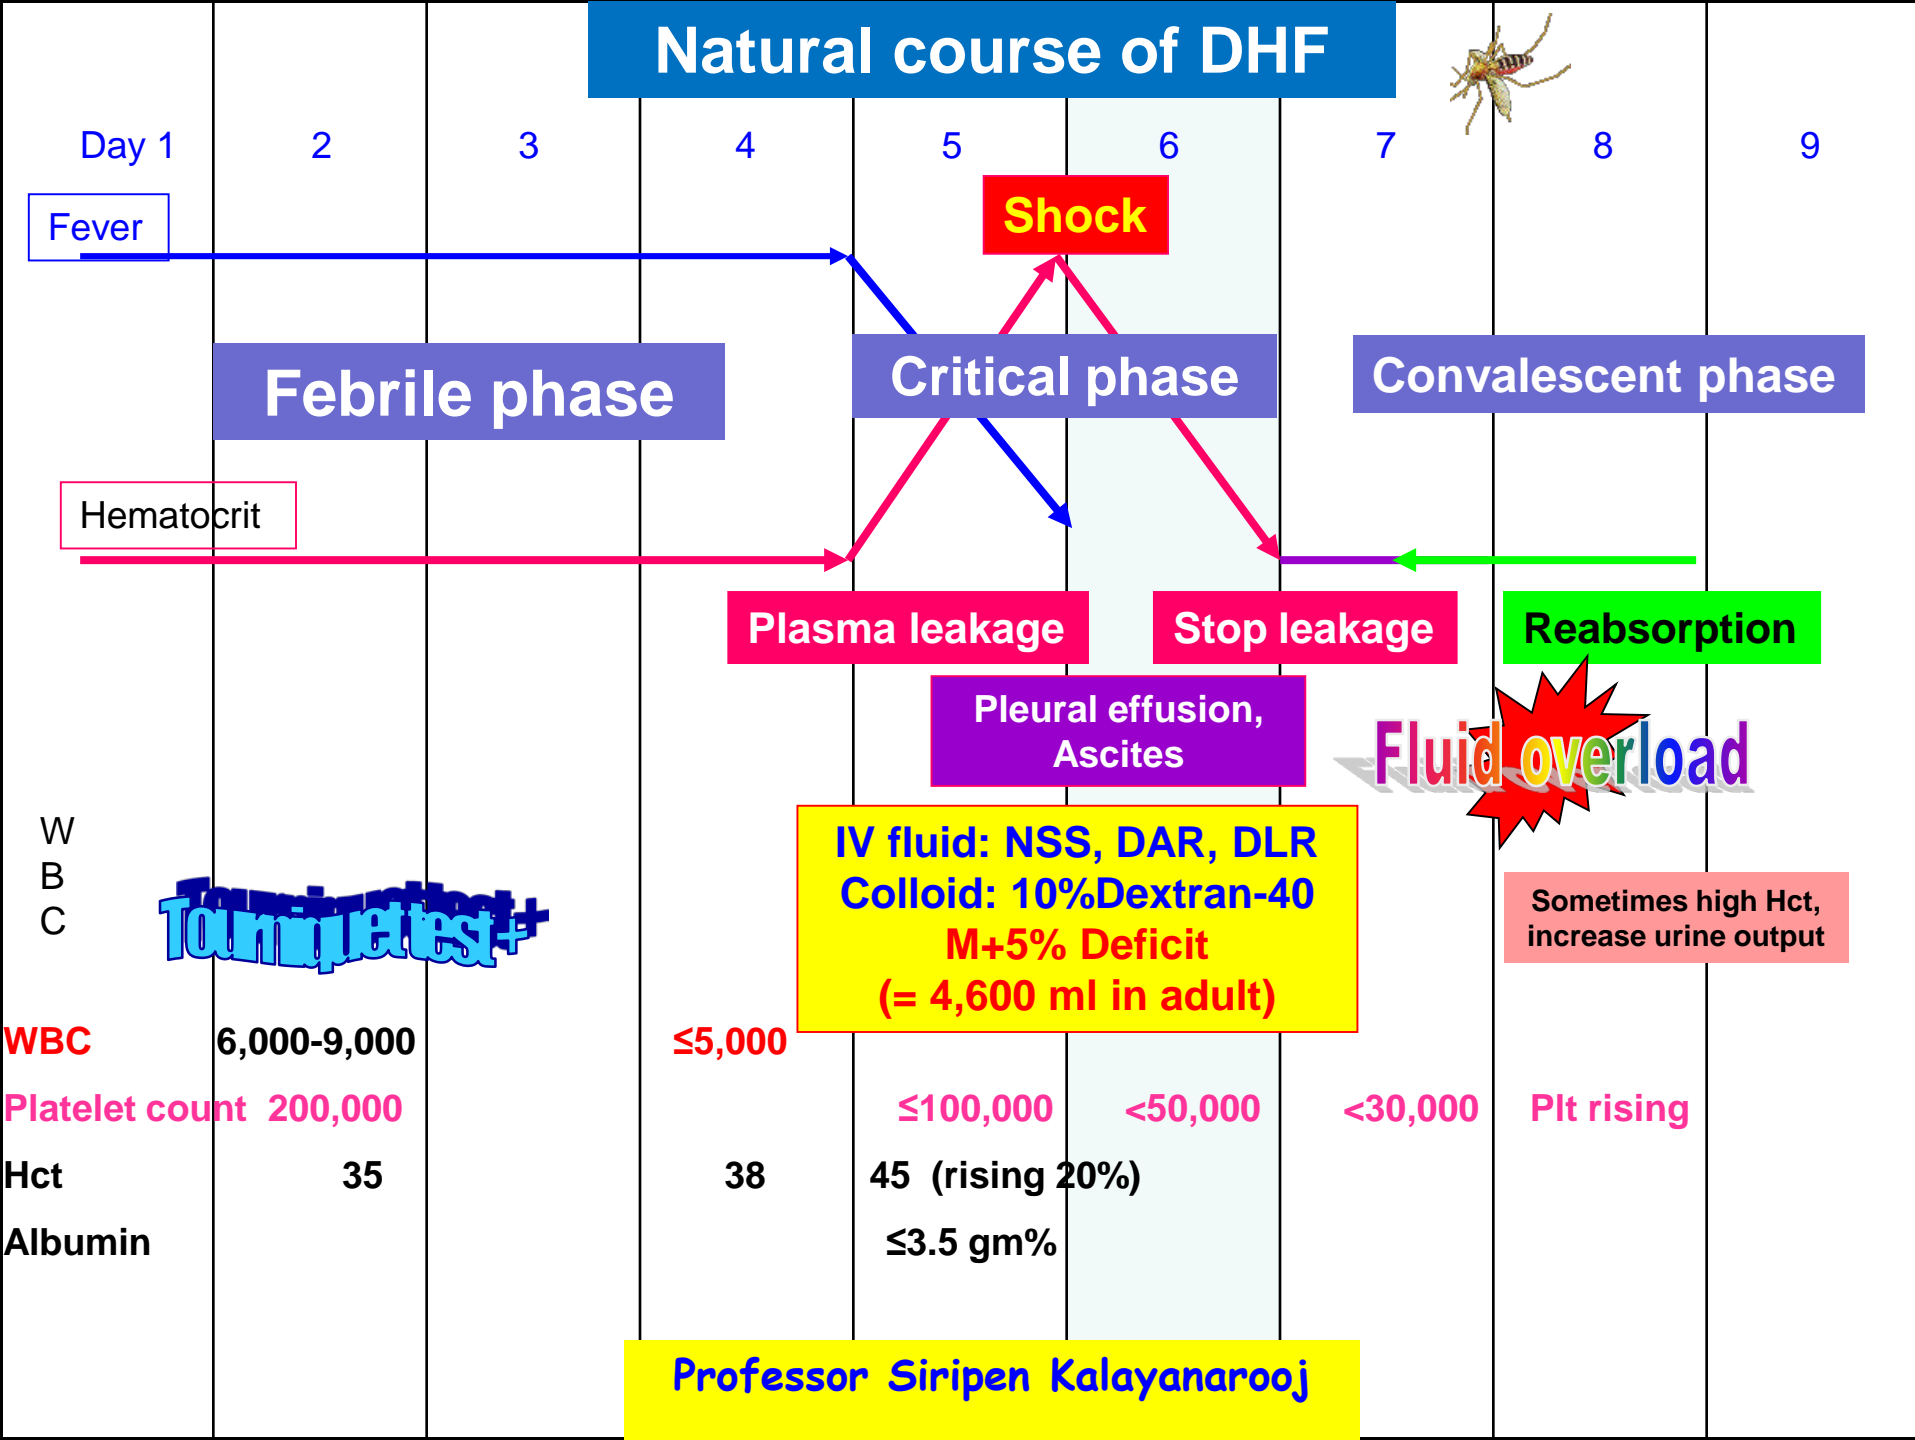 Natural course of DHF
Day 1 2 3 4 5 6 7 8 9
Fever
Shock
Febrile phase
Critical phase
Convalescent phase
Hematocrit
Plasma leakage
Stop leakage
Reabsorption
Pleural effusion,
Ascites
Fluid overload
W
B
C
Tourniquet test +
IV fluid: NSS, DAR, DLR
Colloid: 10%Dextran-40
M+5% Deficit
(= 4,600 ml in adult)
Sometimes high Hct,
increase urine output
WBC 6,000-9,000 ≤5,000
Platelet count 200,000 ≤100,000 <50,000 <30,000 Plt rising
Hct 35 38 45 (rising 20%)
Albumin ≤3.5 gm%
Professor Siripen Kalayanarooj